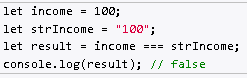 let income = 100;
let strIncome = "100";
let result = income === strIncome;
console.log(result); // false